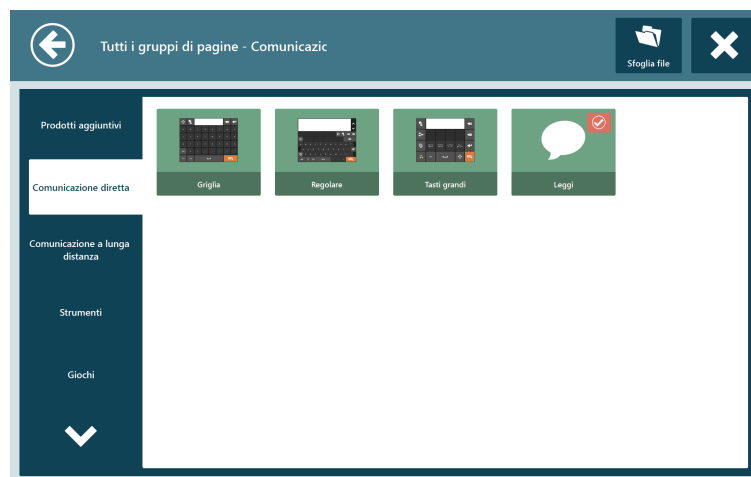 Tutti i gruppi di pagine - Comunicazic
Sfoglia file
Prodotti aggiuntivi
Comunicazione diretta
Comunicazione a lunga
distanza
Strumenti
Giochi
Griglia
Regolare
Tasti grandi
Leggi